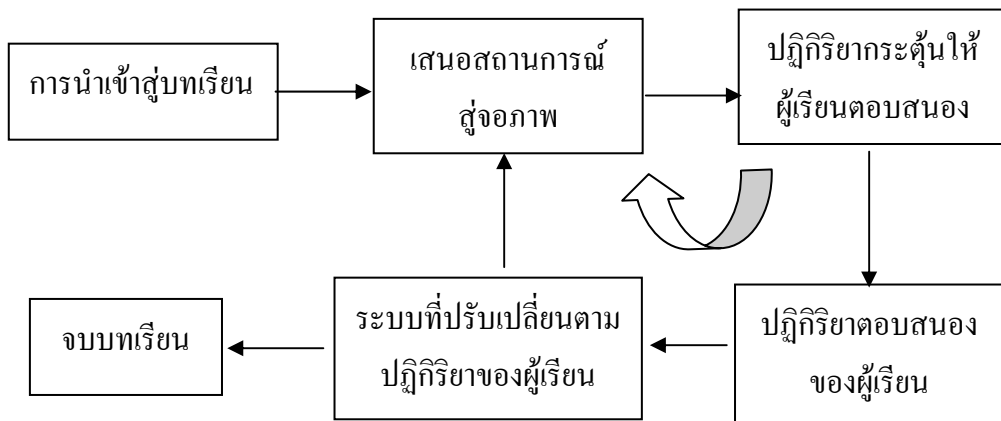 การนำเข้าสู่บทเรียน
เสนอสถานการณ์
สู่จอภาพ
ปฏิกิริยากระตุ้นให้
ผู้เรียนตอบสนอง
ปฏิกิริยาตอบสนอง
ของผู้เรียน
ระบบที่ปรับเปลี่ยนตาม
ปฏิกิริยาของผู้เรียน
จบบทเรียน